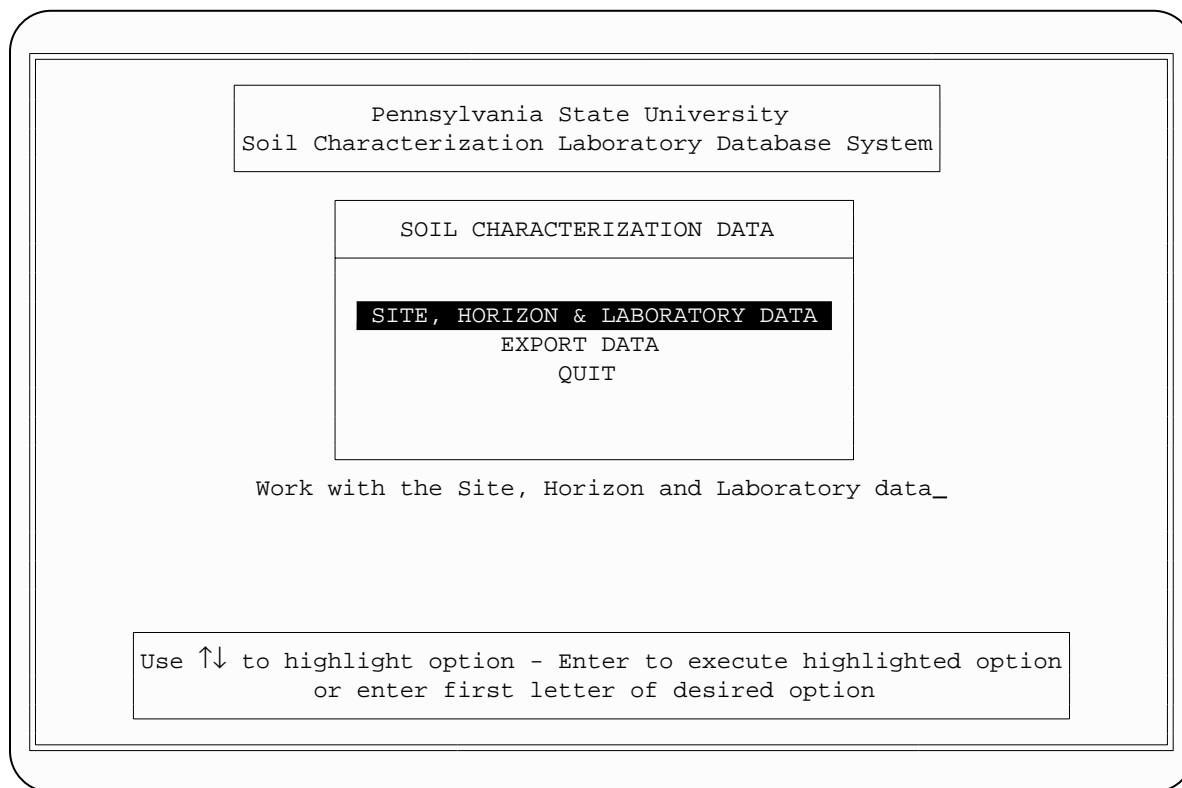 Pennsylvania State University
Soil Characterization Laboratory Database System
SOIL CHARACTERIZATION DATA
SITE, HORIZON & LABORATORY DATA
EXPORT DATA
QUIT
Work with the Site, Horizon and Laboratory data_
Use ↑↓ to highlight option - Enter to execute highlighted option
or enter first letter of desired option